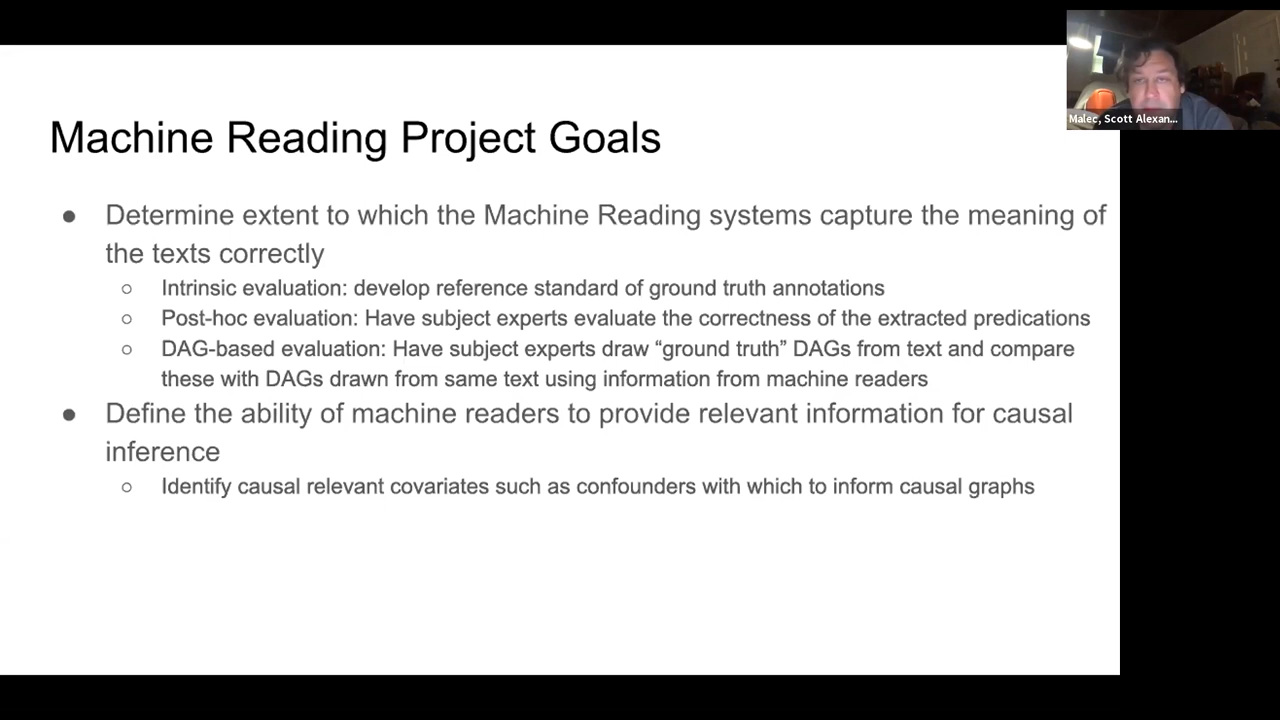 Malec, Scott Alexan...
Machine Reading Project Goals
● Determine extent to which the Machine Reading systems capture the meaning of
the texts correctly
○ Intrinsic evaluation: develop reference standard of ground truth annotations
○ Post-hoc evaluation: Have subject experts evaluate the correctness of the extracted predications
○ DAG-based evaluation: Have subject experts draw “ground truth” DAGs from text and compare
these with DAGs drawn from same text using information from machine readers
● Define the ability of machine readers to provide relevant information for causal
inference
○ Identify causal relevant covariates such as confounders with which to inform causal graphs